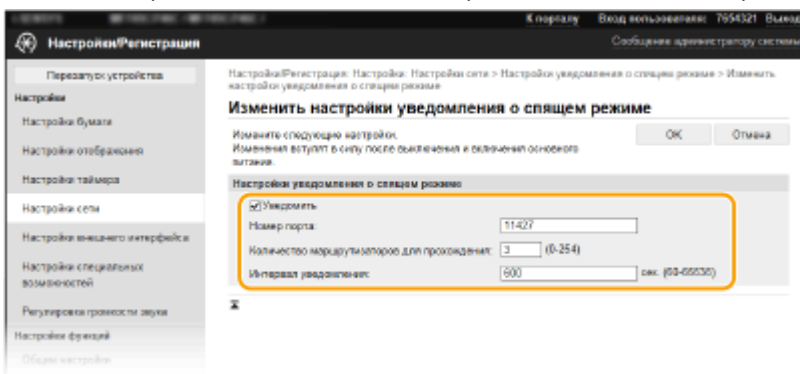 К порталу Вход пользователя: 7654321 Выход
Настройки/Регистрация Сообщение администратору системы
Перезапуск устройства
Настройки
Настройки бумаги
Настройки отображения
Настройки таймера
Настройки сети
Настройки внешнего интерфейса
Настройки специальных
возможностей
Регулировка громкости звука
Настройки функций
Общие настройки
Настройки/Регистрация: Настройки: Настройки сети > Настройки уведомления о спящем режиме > Изменить
настройки уведомления о спящем режиме
Изменить настройки уведомления о спящем режиме
Измените следующие настройки.
Изменения вступят в силу после выключения и включения основного
питания.
OK Отмена
Настройки уведомления о спящем режиме
Уведомить
Номер порта: 11427
Количество маршрутизаторов для прохождения: 3 (0-254)
Интервал уведомления: 600 сек. (60-65535)